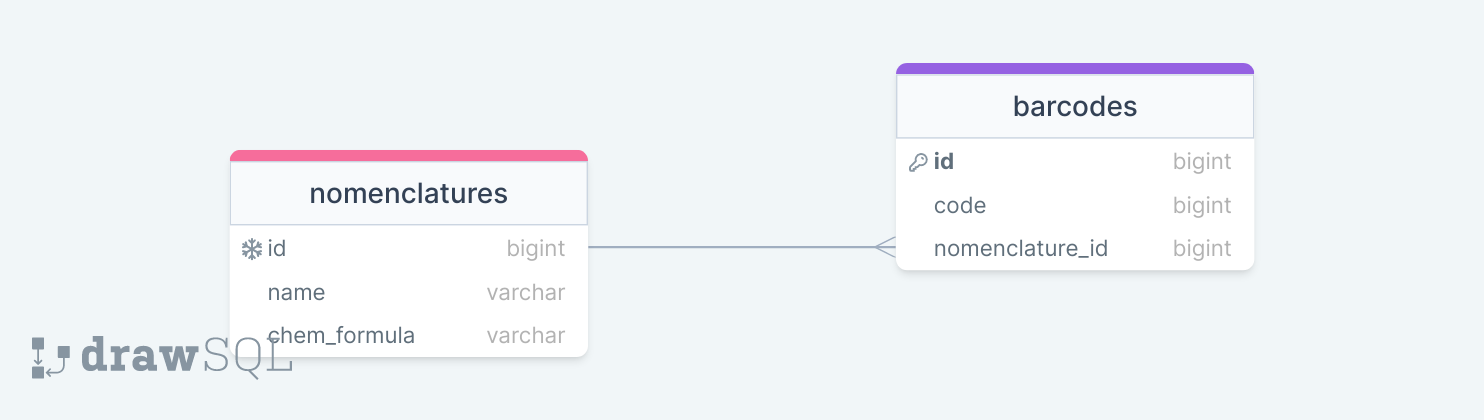 nomenclatures
id bigint
name varchar
chem_formula varchar
barcodes
id bigint
code bigint
nomenclature_id bigint
drawSQL